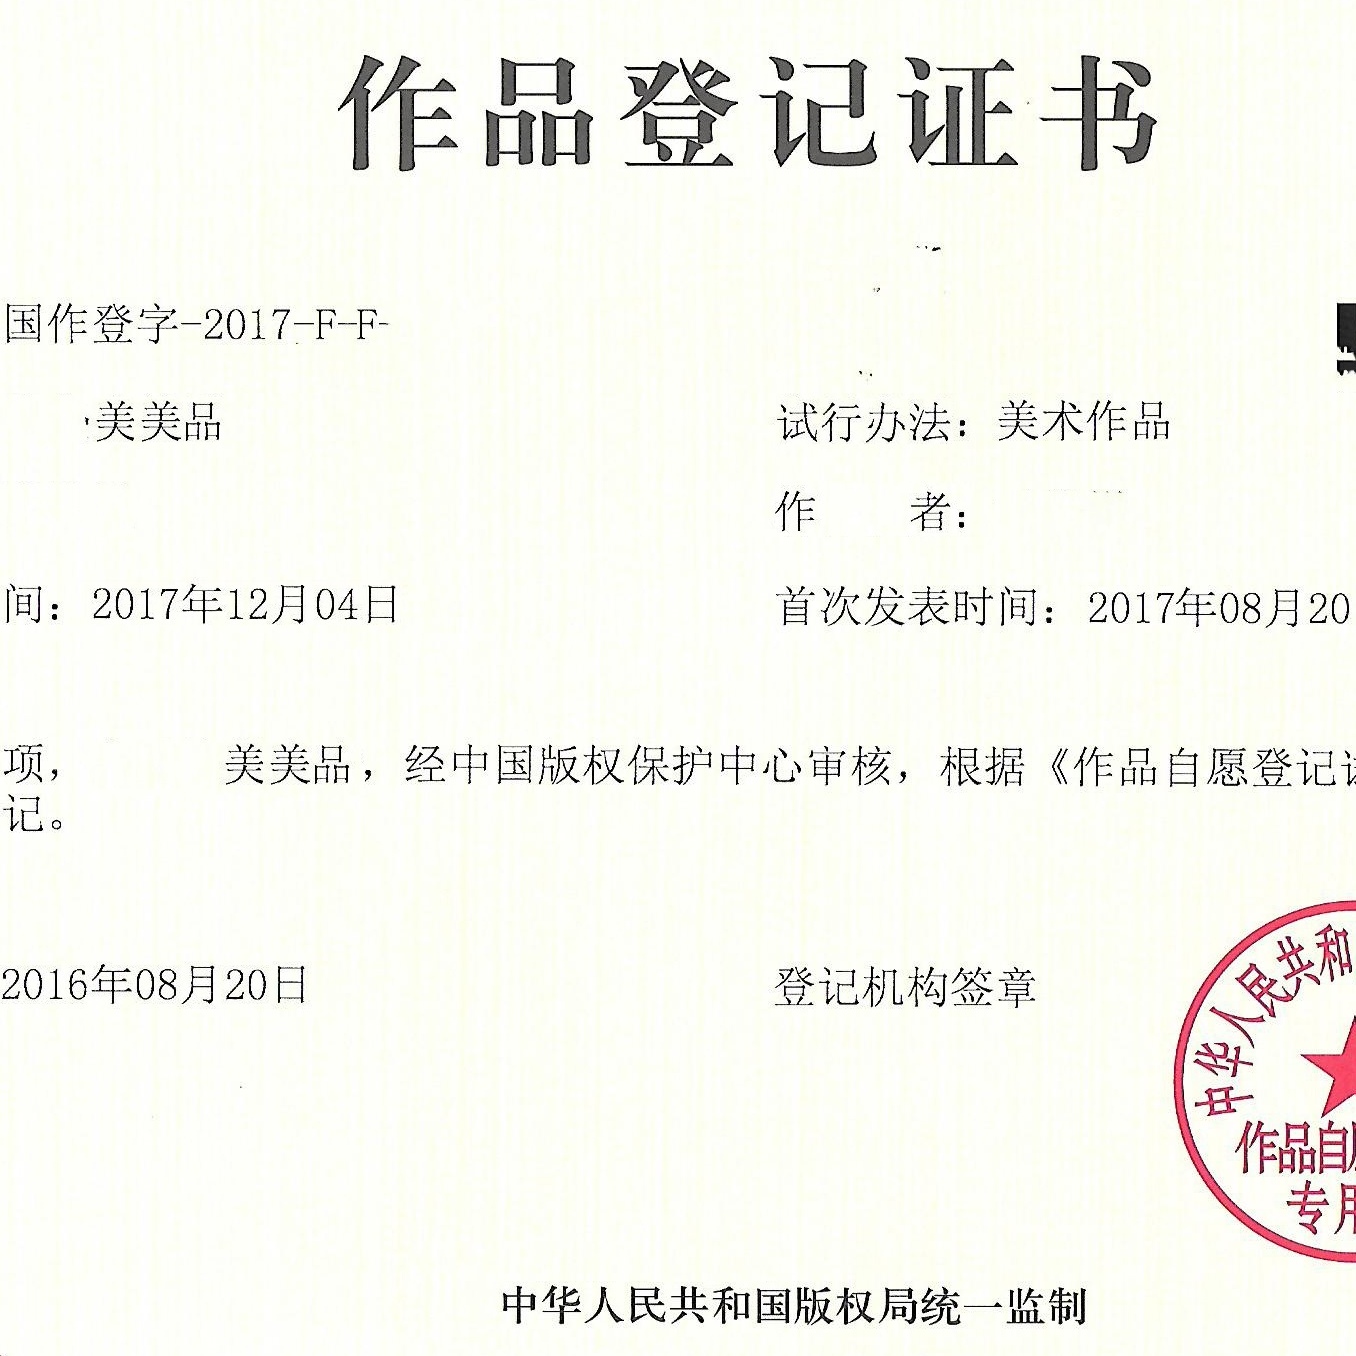 作品登记证书
国作登字-2017-F-F-
美美品
试行办法：美术作品
作 者：
间：2017年12月04日
首次发表时间：2017年08月20
项， 美美品，经中国版权保护中心审核，根据《作品自愿登记试
记。
2016年08月20日
登记机构签章
中华人民共和
作品自愿
专用
中华人民共和国版权局统一监制